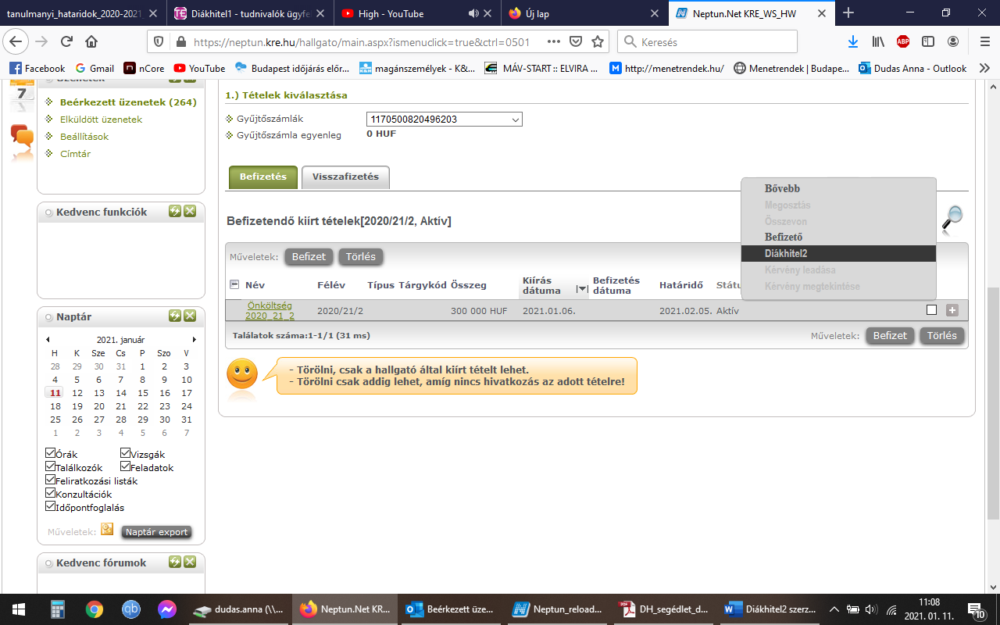 tanulmanyi_hataridok_2020-2021
Diákhitel1 - tudnivalók ügyfe
High - YouTube
Új lap
Neptun.Net KRE_WS_HW
https://neptun.kre.hu/hallgato/main.aspx?ismenuclick=true&ctrl=0501
Keresés
Facebook
Gmail
nCore
YouTube
Budapest időjárás előr...
magánszemélyek - K&...
MÁV-START :: ELVIRA ...
http://menetrendek.hu/
Menetrendek | Budape...
Dudas Anna - Outlook
7
Üzenetek
Beérkezett üzenetek (264)
Elküldött üzenetek
Beállítások
Címtár
Kedvenc funkciók
Naptár
2021. január
H K Sze Cs P Szo V
28 29 30 31 1 2 3
4 5 6 7 8 9 10
11 12 13 14 15 16 17
18 19 20 21 22 23 24
25 26 27 28 29 30 31
1 2 3 4 5 6 7
Órák Vizsgák
Találkozók Feladatok
Feliratkozási listák
Konzultációk
Időpontfoglalás
Műveletek: Naptár export
Kedvenc fórumok
1.) Tételek kiválasztása
Gyűjtőszámlák 1170500820496203
Gyűjtőszámla egyenleg 0 HUF
Befizetés Visszafizetés
Befizetendő kiírt tételek[2020/21/2, Aktív]
Műveletek: Befizet Törlés
Bővebb
Megosztás
Összevon
Befizető
Diákhitel2
Kérvény leadása
Kérvény megtekintése
Név Félév Típus Tárgykód Összeg Kiírás dátuma Befizetés dátuma Határidő Státu
Önköltség 2020_21_2 2020/21/2 300 000 HUF 2021.01.06. 2021.02.05. Aktív
Találatok száma:1-1/1 (31 ms)
Műveletek: Befizet Törlés
- Törölni, csak a hallgató által kiírt tételt lehet.
- Törölni csak addig lehet, amíg nincs hivatkozás az adott tételre!
dudas.anna (\\...
Neptun.Net KR...
Beérkezett üze...
Neptun_reload...
DH_segédlet_d...
Diákhitel2 szerz...
11:08
2021. 01. 11.
10